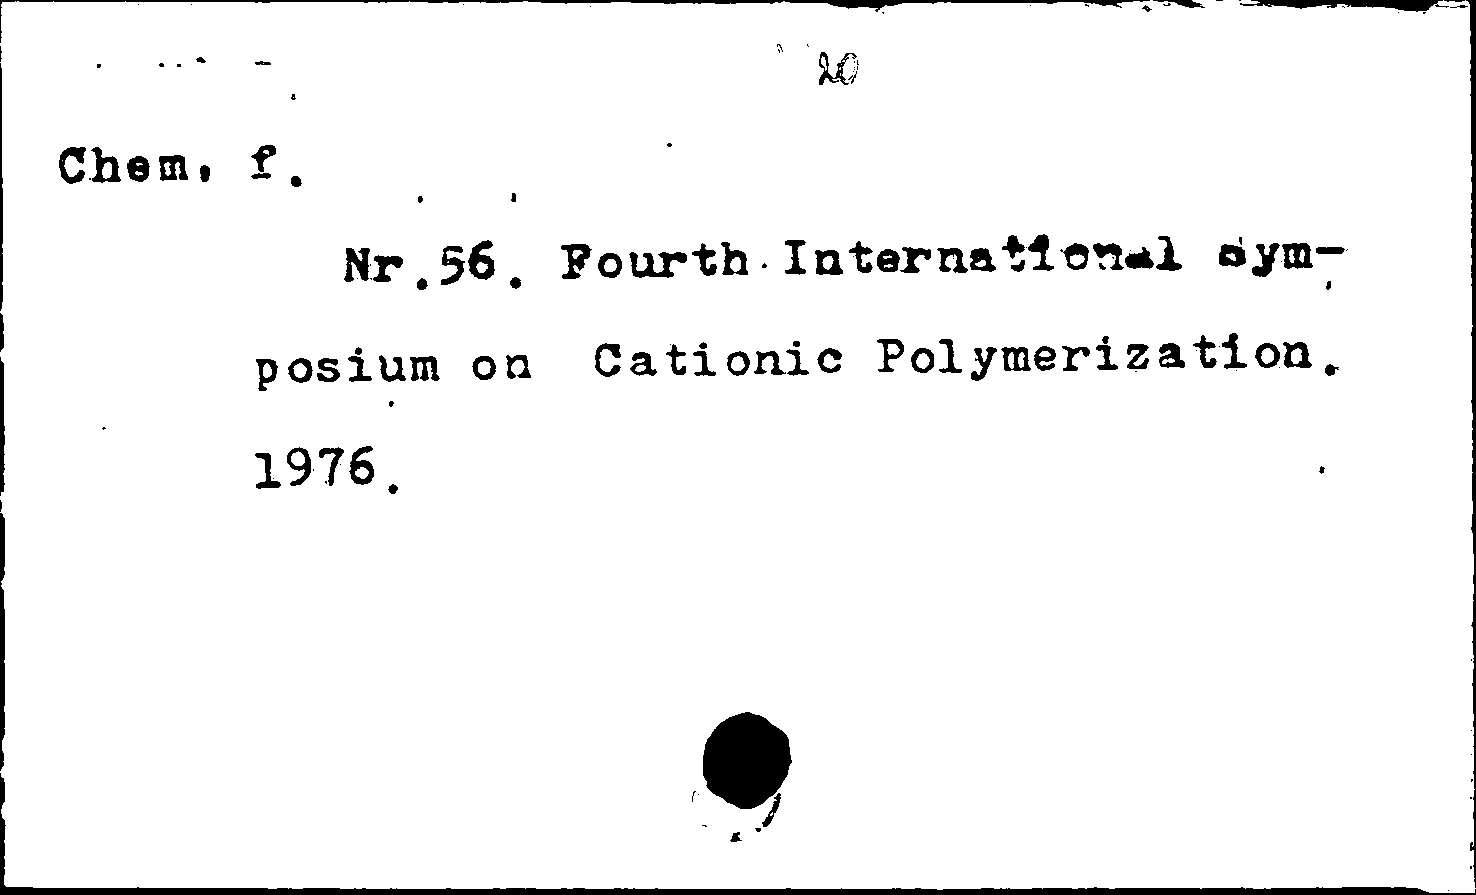 20
Chem. f.
Nr.56. Fourth International sym-
posium on Cationic Polymerization.
1976.